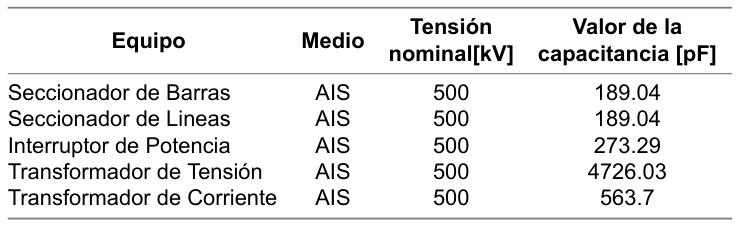 Equipo Medio Tensión nominal[kV] Valor de la capacitancia [pF]
Seccionador de Barras AIS 500 189.04
Seccionador de Lineas AIS 500 189.04
Interruptor de Potencia AIS 500 273.29
Transformador de Tensión AIS 500 4726.03
Transformador de Corriente AIS 500 563.7